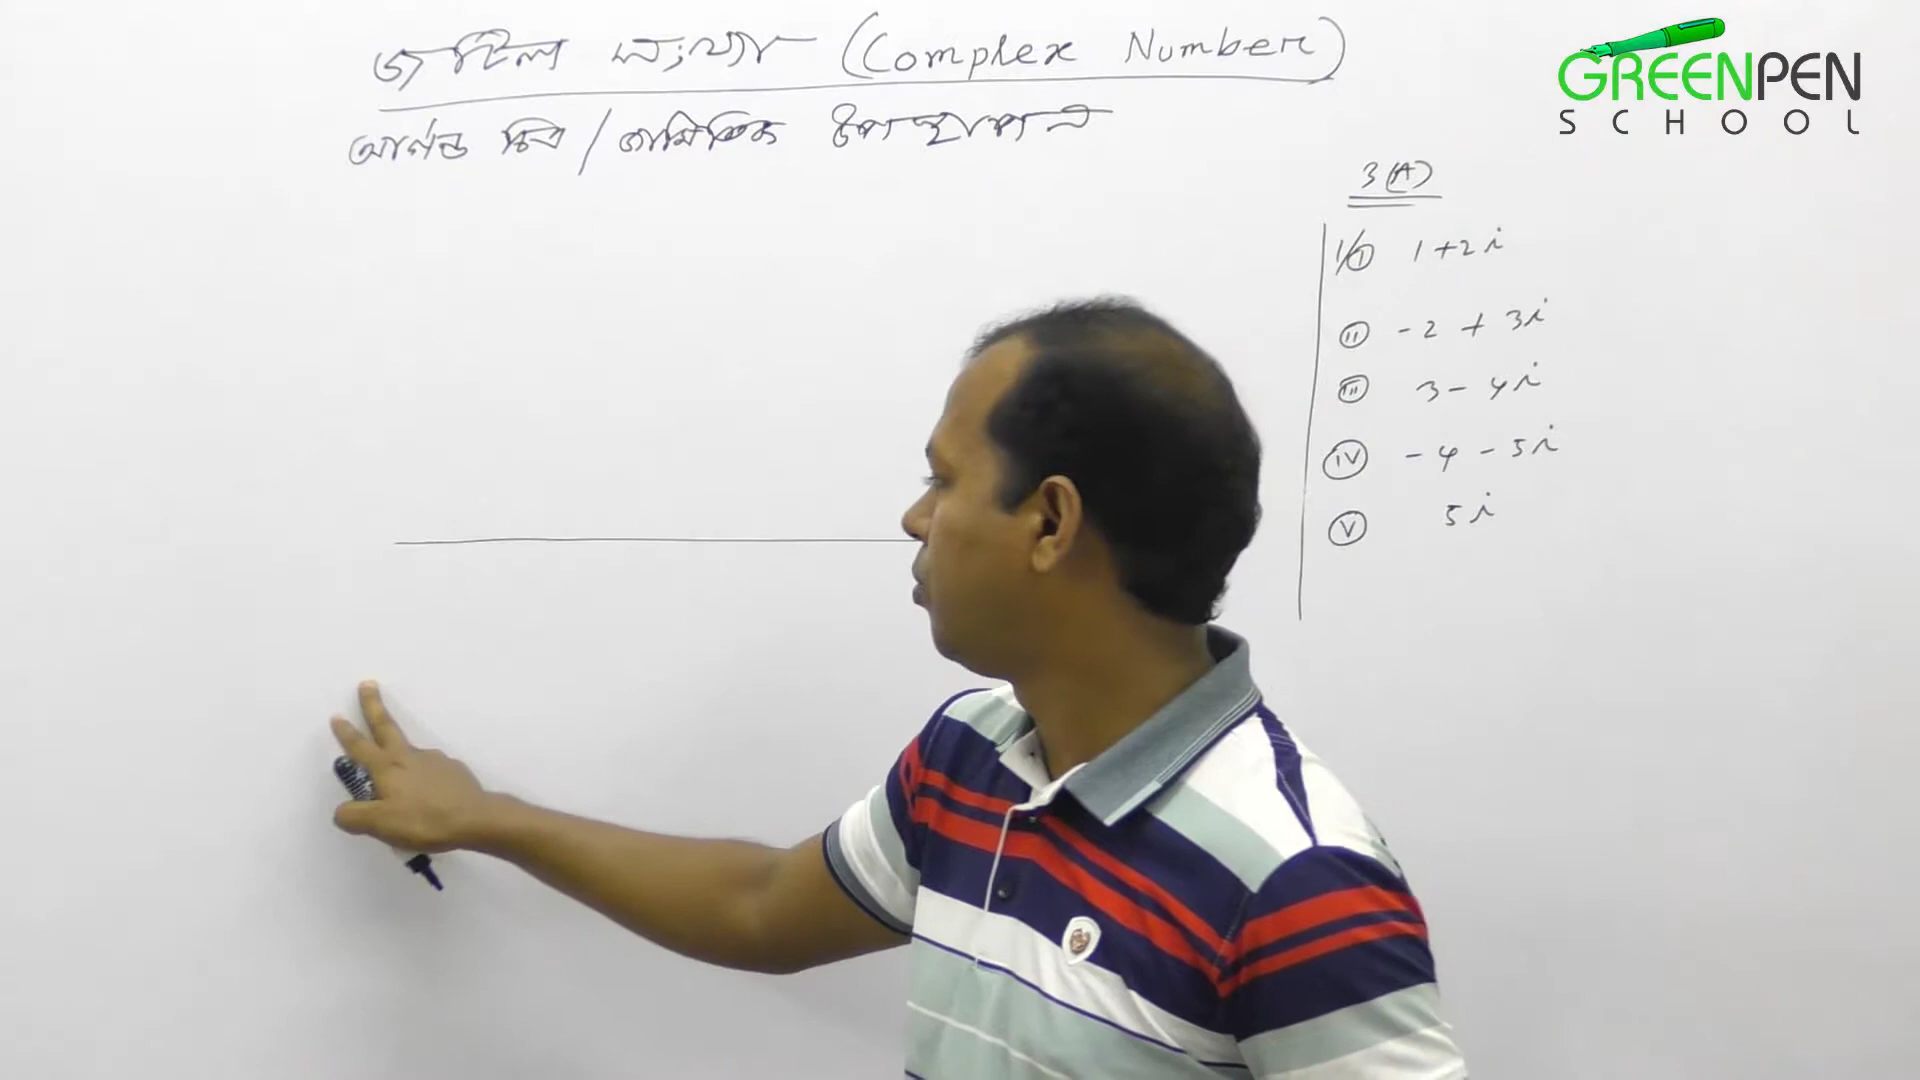 জটিল সংখ্যা (Complex Number)
আর্গন্ড চিত্র / জ্যামিতিক উপস্থাপন
GREENPEN
SCHOOL
3(A)
1/(i) 1+2i
(ii) -2 + 3i
(iii) 3 - 4i
(iv) -4 - 5i
(v) 5i